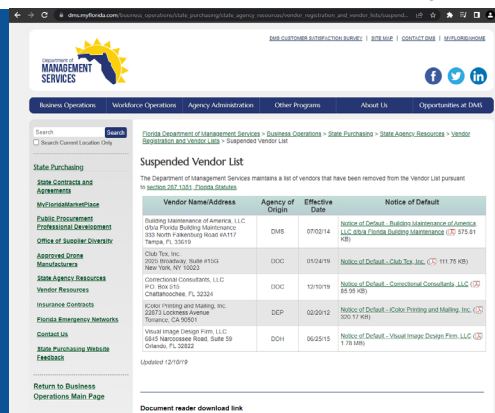 dms.myflorida.com/business_operations/state_purchasing/state_agency_resources/vendor_registration_and_vendor_lists/suspend...
DMS CUSTOMER SATISFACTION SURVEY | SITE MAP | CONTACT DMS | MYFLORIDAHOME
Department of
MANAGEMENT
SERVICES
Business Operations Workforce Operations Agency Administration Other Programs About Us Opportunities at DMS
Search Search
Search Current Location Only
State Purchasing
State Contracts and
Agreements
MyFloridaMarketPlace
Public Procurement
Professional Development
Office of Supplier Diversity
Approved Drone
Manufacturers
State Agency Resources
Vendor Resources
Insurance Contracts
Florida Emergency Networks
Contact Us
State Purchasing Website
Feedback
Return to Business
Operations Main Page
Florida Department of Management Services > Business Operations > State Purchasing > State Agency Resources > Vendor
Registration and Vendor Lists > Suspended Vendor List
Suspended Vendor List
The Department of Management Services maintains a list of vendors that have been removed from the Vendor List pursuant
to section 287.1351, Florida Statutes
Vendor Name/Address Agency of Origin Effective Date Notice of Default
Building Maintenance of America, LLC
d/b/a Florida Building Maintenance
333 North Falkenburg Road #A117
Tampa, FL 33619
DMS 07/02/14
Notice of Default - Building Maintenance of America,
LLC d/b/a Florida Building Maintenance ( 575.81
KB)
Club Tex, Inc.
2025 Broadway, Suite #15G
New York, NY 10023
DOC 01/24/19 Notice of Default - Club Tex, Inc. ( 111.75 KB)
Correctional Consultants, LLC
P.O. Box 515
Chattahoochee, FL 32324
DOC 12/10/19
Notice of Default - Correctional Consultants, LLC (
85.95 KB)
iColor Printing and Mailing, Inc.
22873 Lockness Avenue
Torrance, CA 90501
DEP 02/20/12
Notice of Default - iColor Printing and Mailing, Inc. (
320.17 KB)
Visual Image Design Firm, LLC
6845 Narcoossee Road, Suite 59
Orlando, FL 32822
DOH 06/25/15
Notice of Default - Visual Image Design Firm, LLC (
1.78 MB)
Updated 12/10/19
Document reader download link